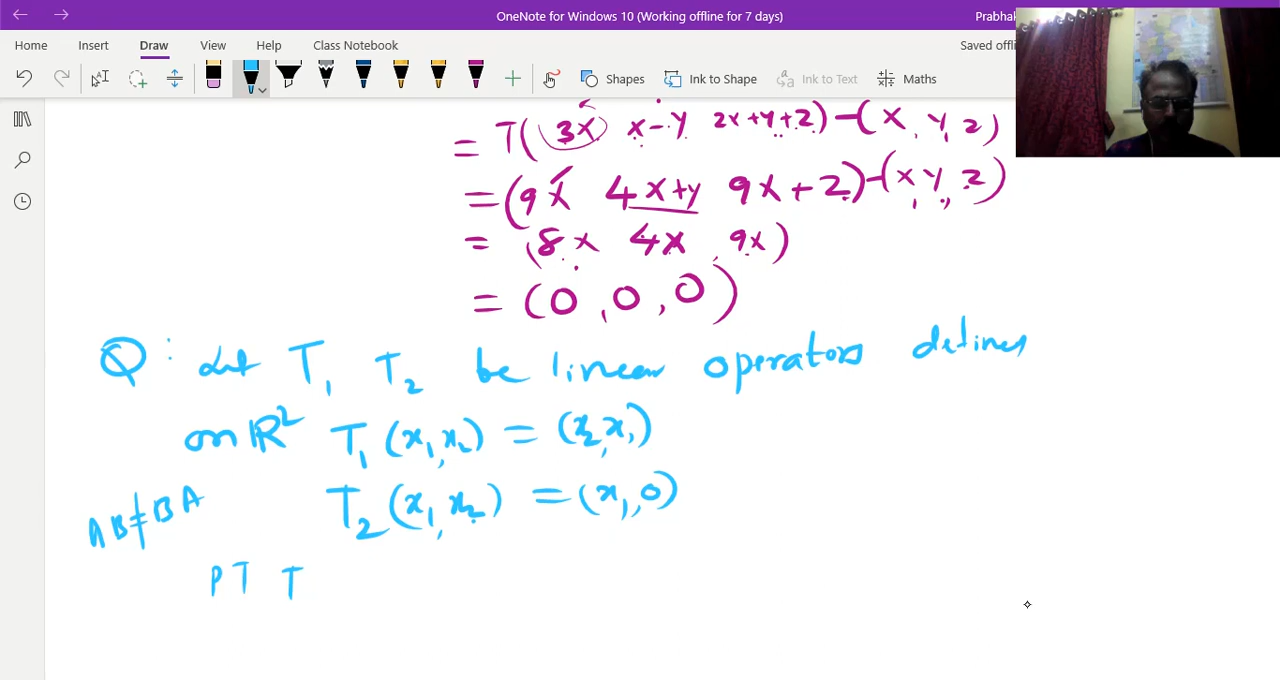 OneNote for Windows 10 (Working offline for 7 days)
Prabhak
Home Insert Draw View Help Class Notebook Saved offli
Shapes Ink to Shape Ink to Text Maths
= T(3x x-y 2x+y+z)-(x, y, z)
= (9x 4x+y 9x+z)-(x, y, z)
= (8x 4x 9x)
= (0, 0, 0)
Q: Let T₁ T₂ be linear operators defines
on ℝ² T₁(x₁, x₂) = (x₂, x₁)
AB≠BA T₂(x₁, x₂) = (x₁, 0)
PT T